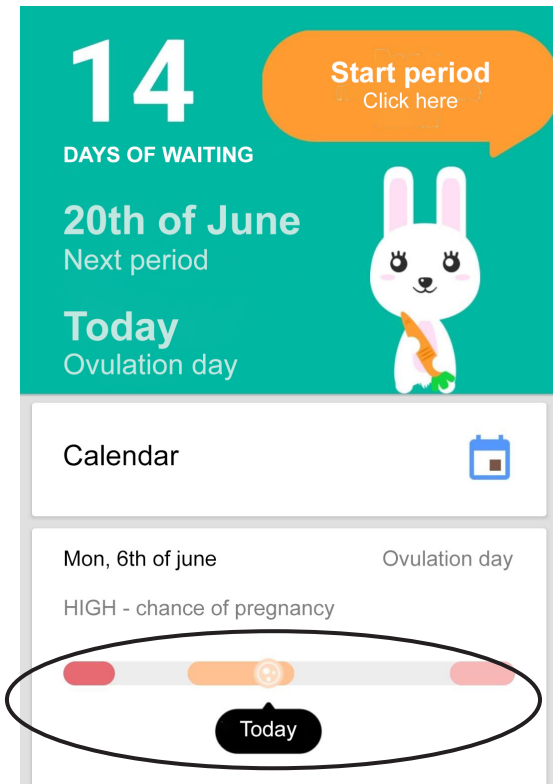 14
DAYS OF WAITING
Start period
Click here
20th of June
Next period
Today
Ovulation day
Calendar
Mon, 6th of june
Ovulation day
HIGH - chance of pregnancy
Today